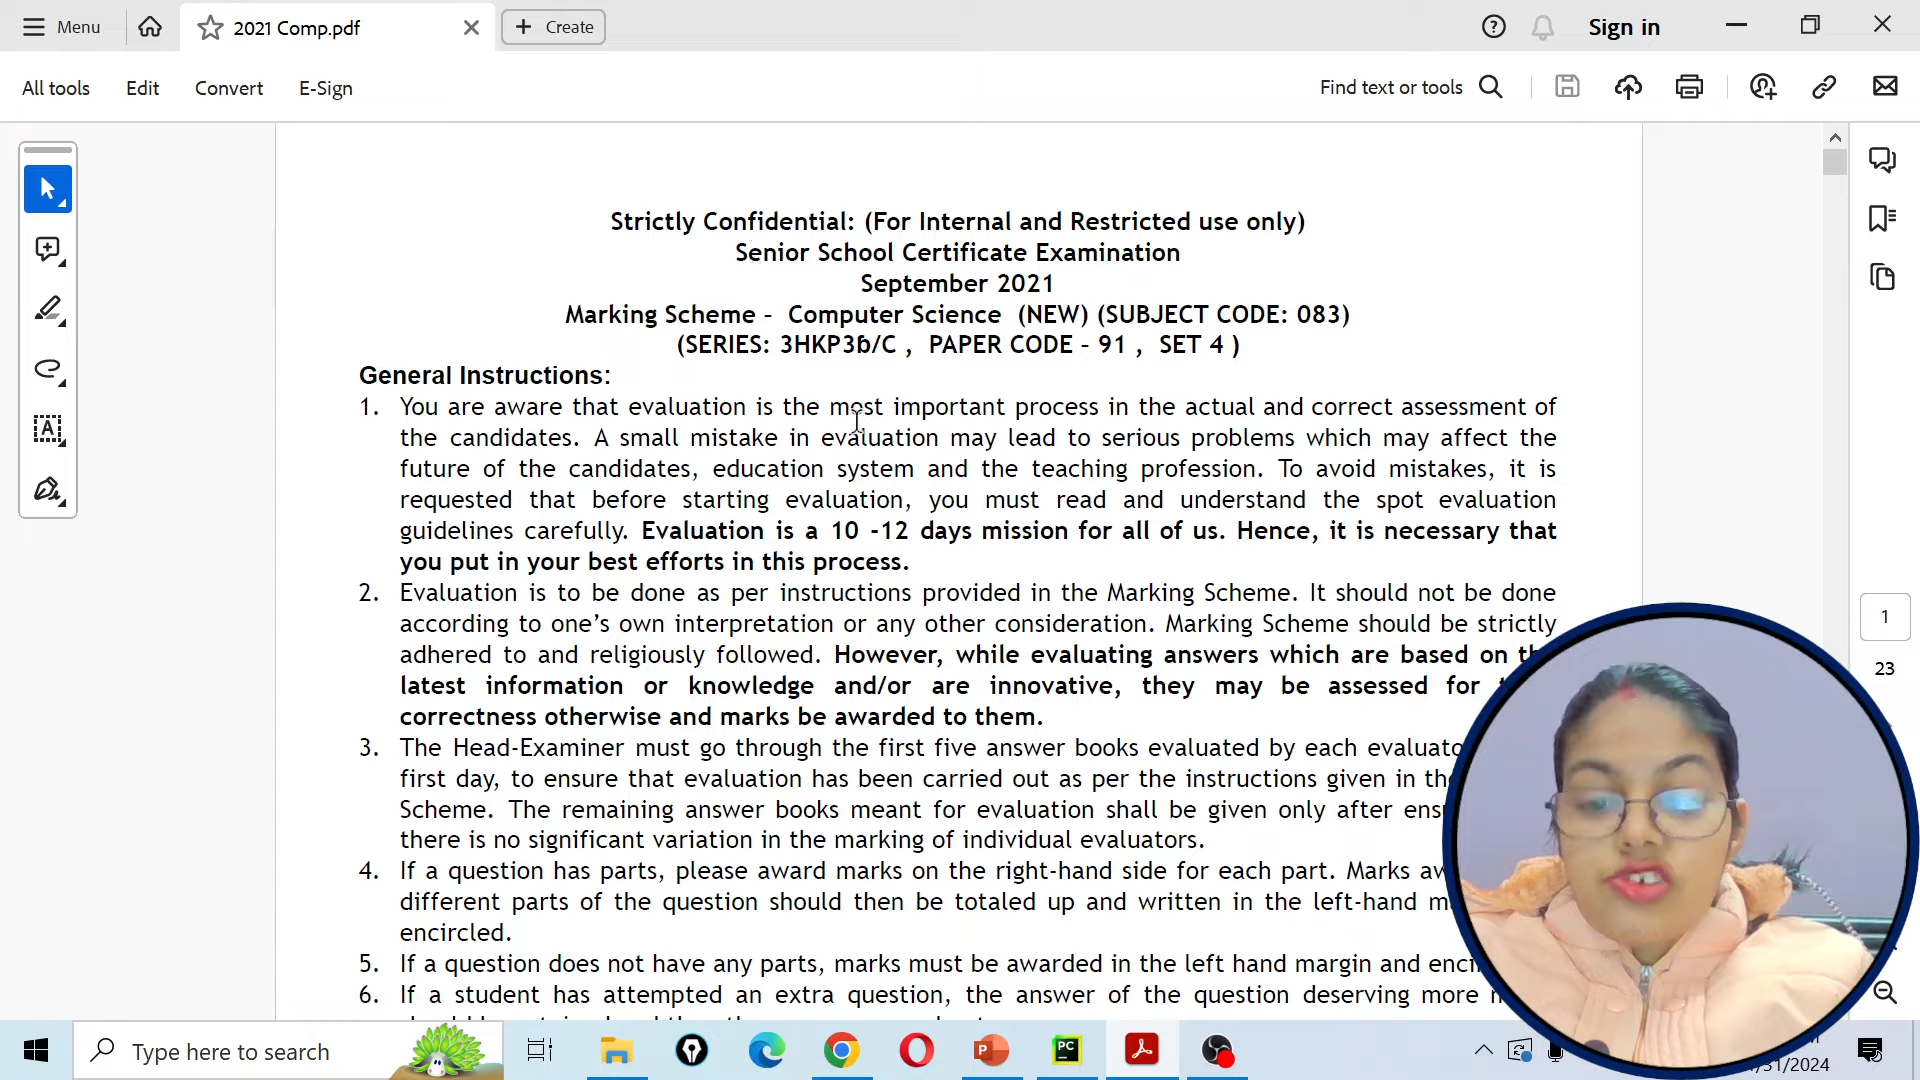 Menu
2021 Comp.pdf
Create
Sign in
All tools
Edit
Convert
E-Sign
Find text or tools
Strictly Confidential: (For Internal and Restricted use only)
Senior School Certificate Examination
September 2021
Marking Scheme – Computer Science (NEW) (SUBJECT CODE: 083)
(SERIES: 3HKP3ɓ/C , PAPER CODE – 91 , SET 4 )
General Instructions:
1. You are aware that evaluation is the most important process in the actual and correct assessment of
the candidates. A small mistake in evaluation may lead to serious problems which may affect the
future of the candidates, education system and the teaching profession. To avoid mistakes, it is
requested that before starting evaluation, you must read and understand the spot evaluation
guidelines carefully. Evaluation is a 10 -12 days mission for all of us. Hence, it is necessary that
you put in your best efforts in this process.
2. Evaluation is to be done as per instructions provided in the Marking Scheme. It should not be done
according to one’s own interpretation or any other consideration. Marking Scheme should be strictly
adhered to and religiously followed. However, while evaluating answers which are based on
latest information or knowledge and/or are innovative, they may be assessed for
correctness otherwise and marks be awarded to them.
3. The Head-Examiner must go through the first five answer books evaluated by each
first day, to ensure that evaluation has been carried out as per the instructions given in
Scheme. The remaining answer books meant for evaluation shall be given only after
there is no significant variation in the marking of individual evaluators.
4. If a question has parts, please award marks on the right-hand side for each part. Marks
different parts of the question should then be totaled up and written in the left-hand
encircled.
5. If a question does not have any parts, marks must be awarded in the left hand margin and
6. If a student has attempted an extra question, the answer of the question deserving more
1
23
Type here to search
PC